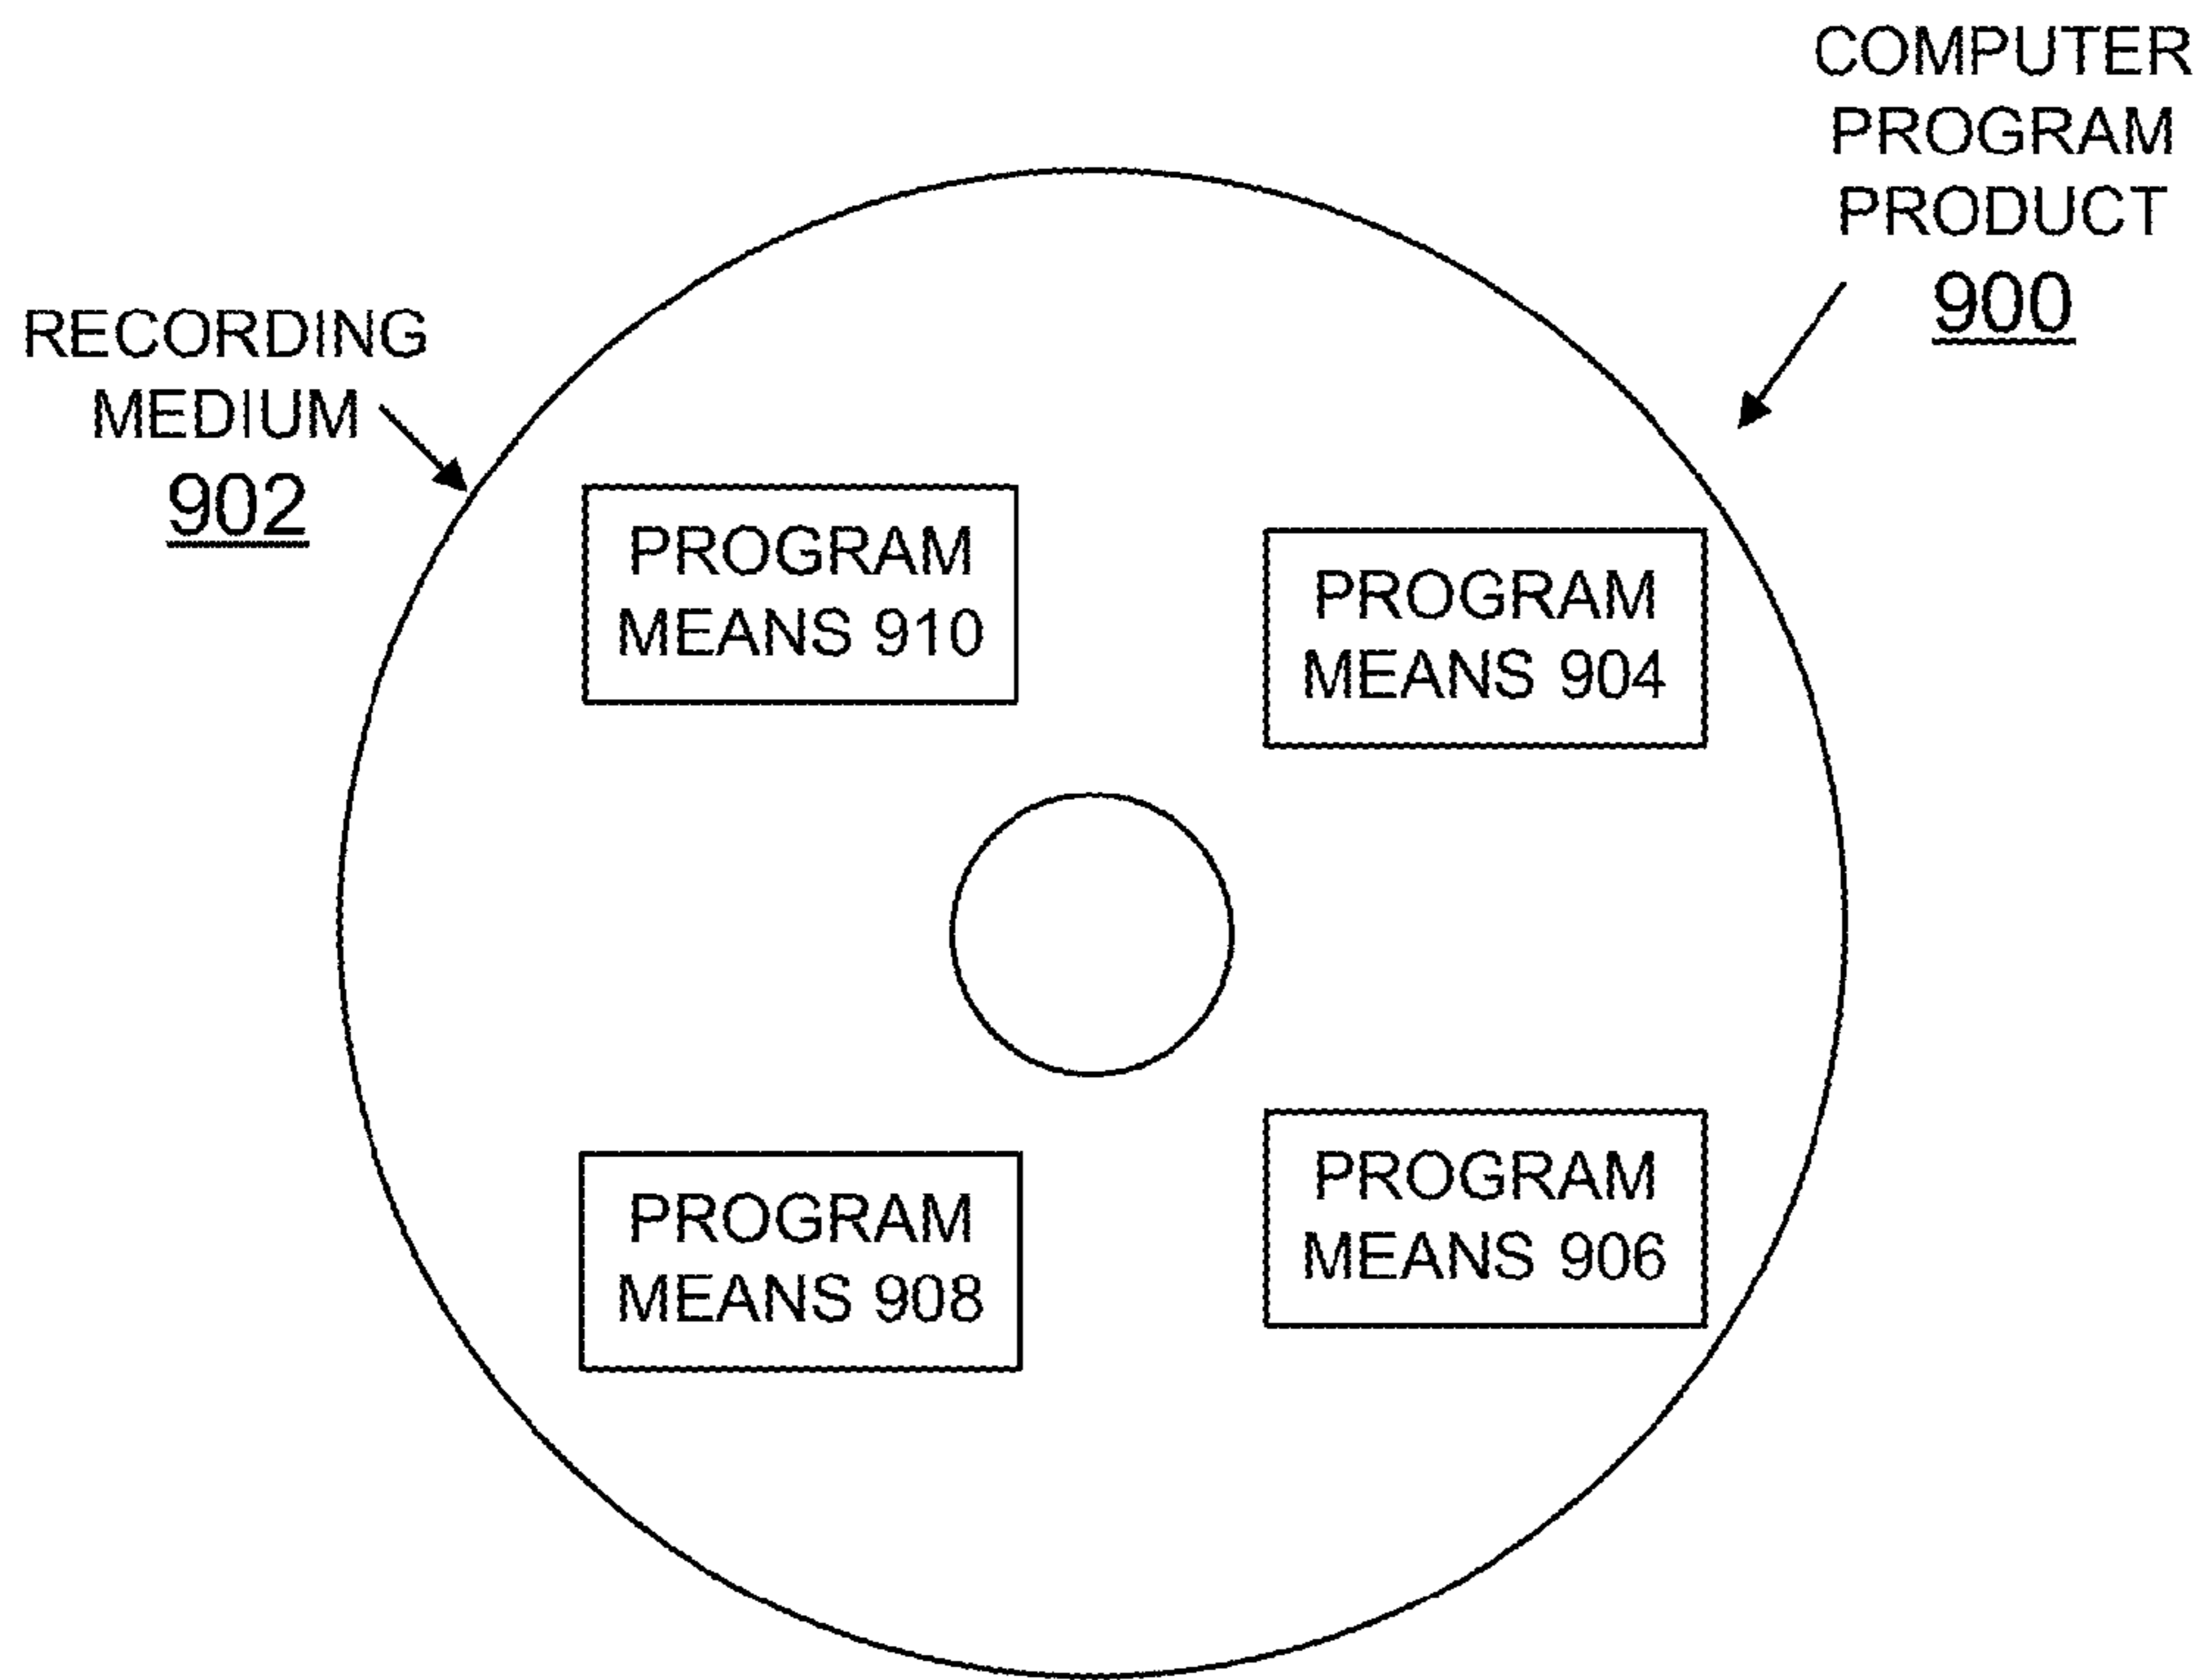 COMPUTER
PROGRAM
PRODUCT
900
RECORDING
MEDIUM
902
PROGRAM
MEANS 910
PROGRAM
MEANS 904
PROGRAM
MEANS 908
PROGRAM
MEANS 906